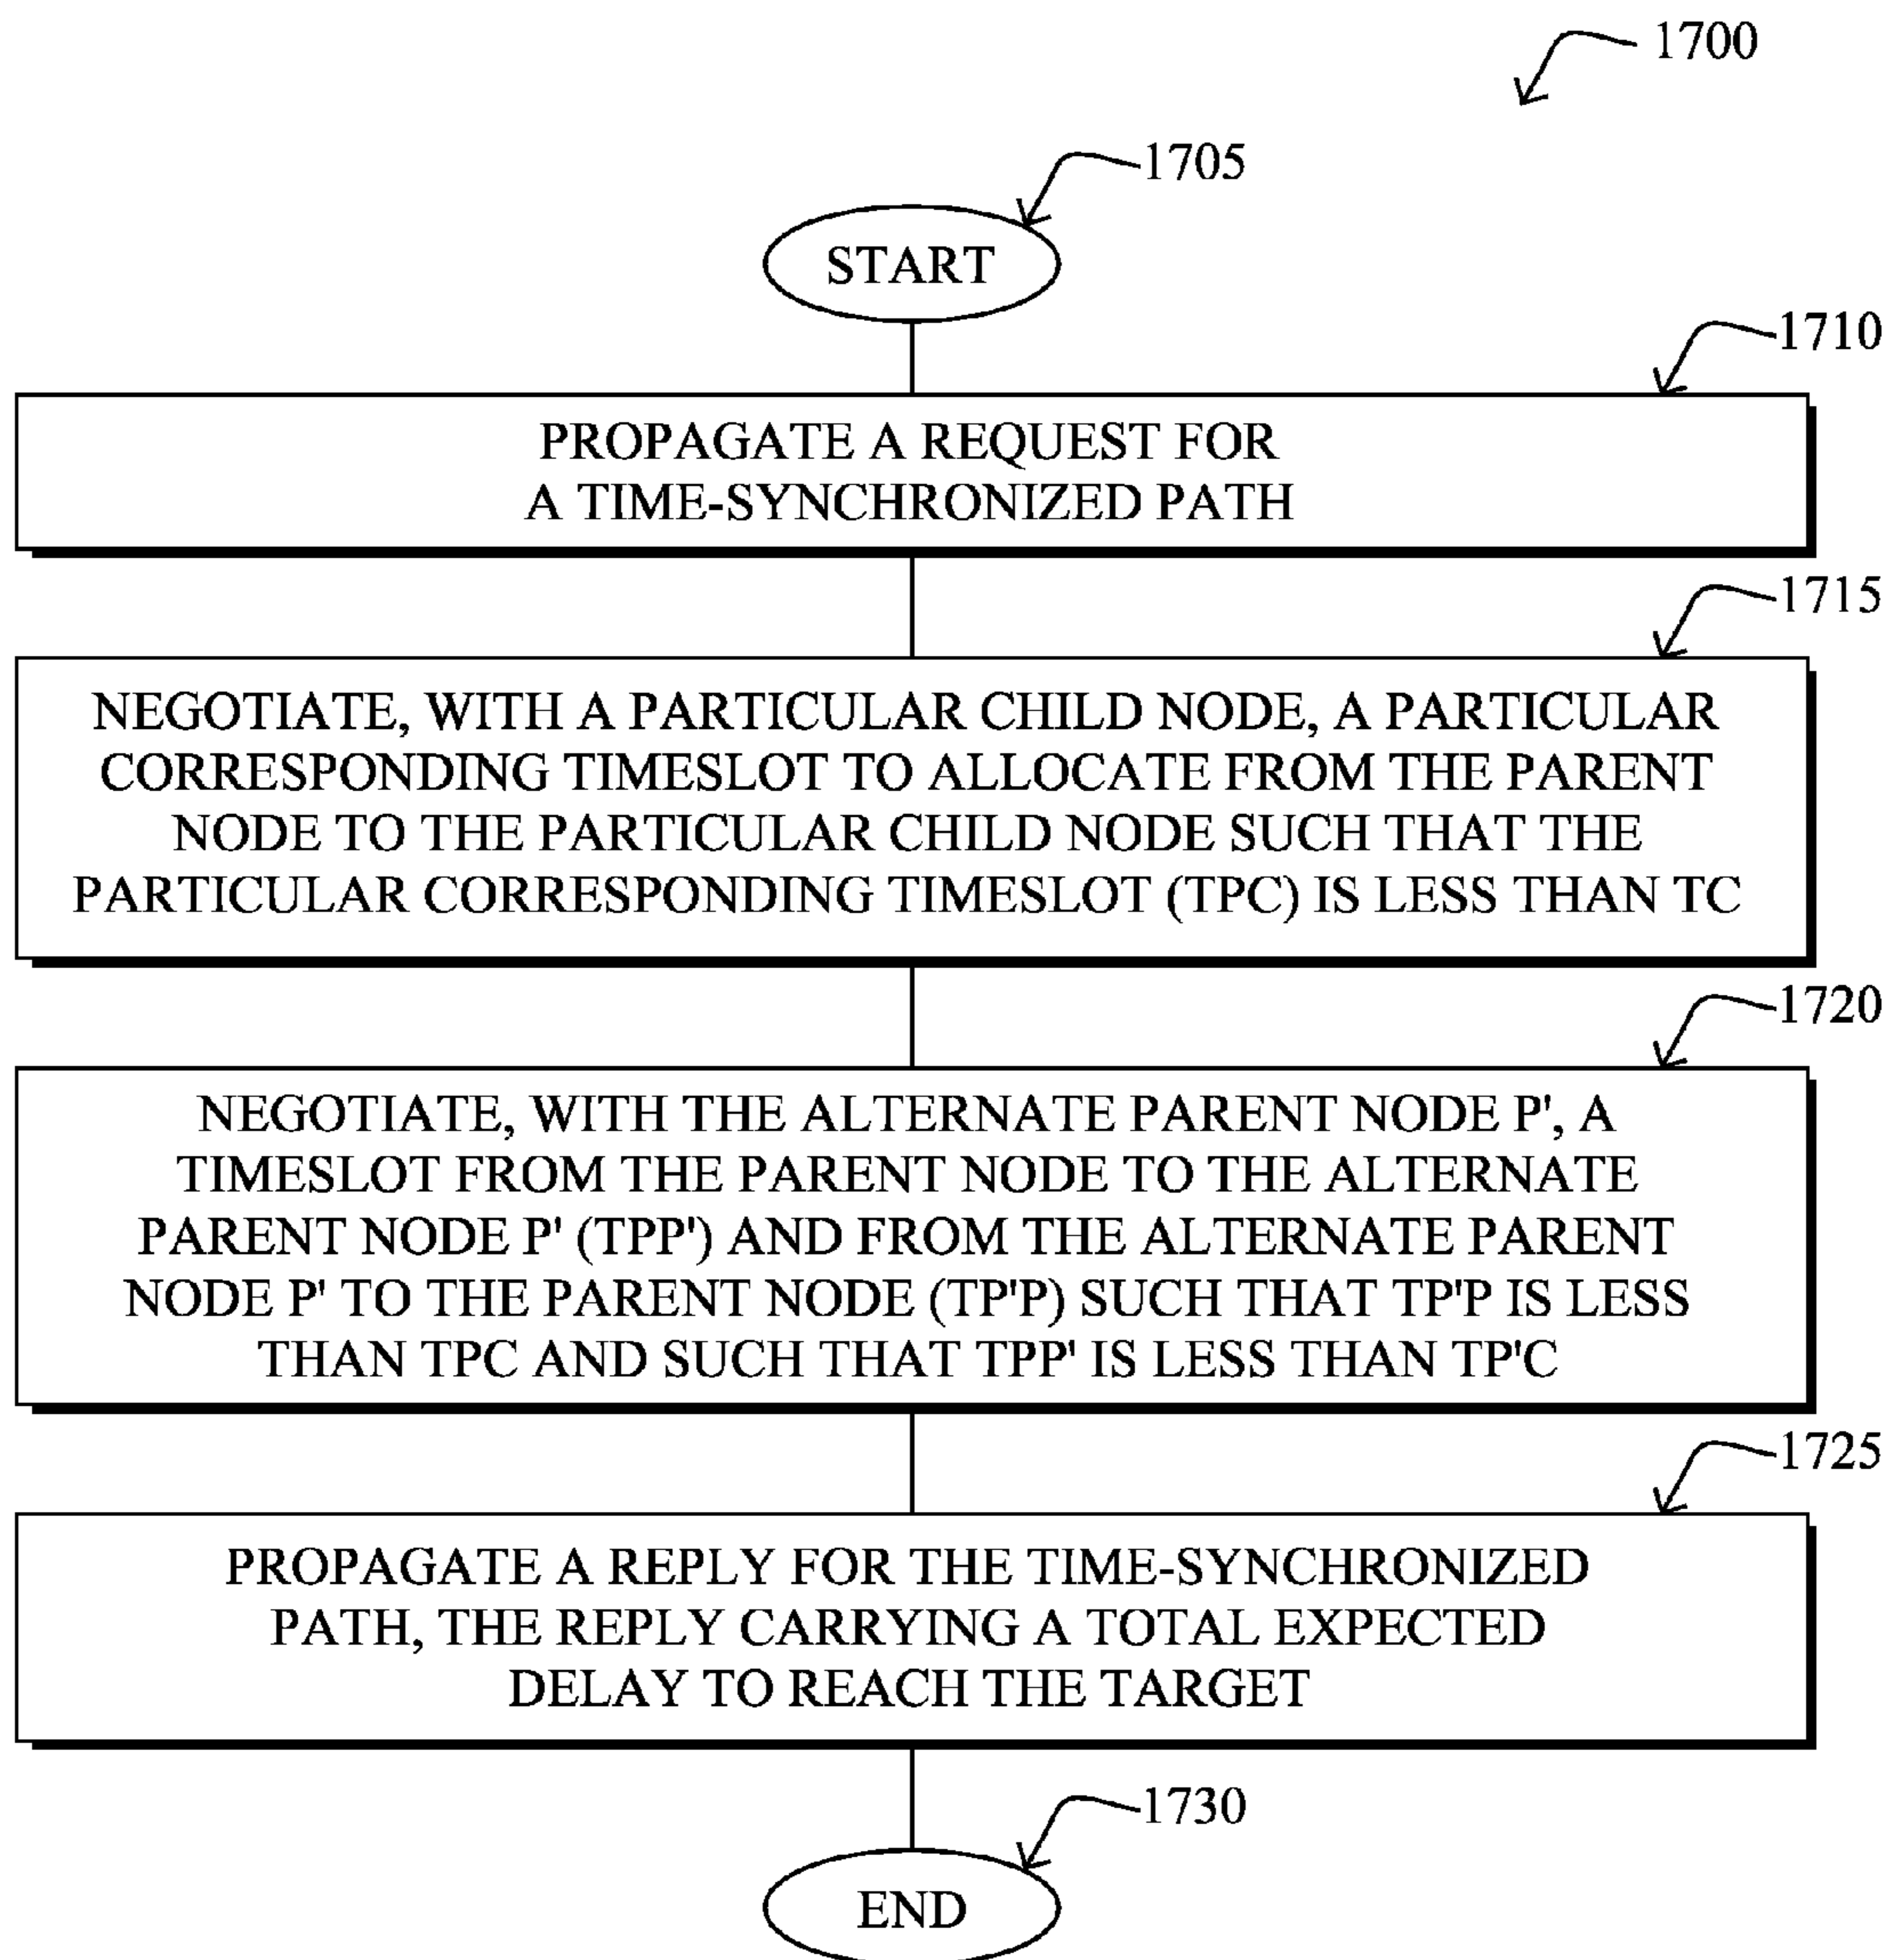 1700
1705
START
1710
PROPAGATE A REQUEST FOR
A TIME-SYNCHRONIZED PATH
1715
NEGOTIATE, WITH A PARTICULAR CHILD NODE, A PARTICULAR
CORRESPONDING TIMESLOT TO ALLOCATE FROM THE PARENT
NODE TO THE PARTICULAR CHILD NODE SUCH THAT THE
PARTICULAR CORRESPONDING TIMESLOT (TPC) IS LESS THAN TC
1720
NEGOTIATE, WITH THE ALTERNATE PARENT NODE P', A
TIMESLOT FROM THE PARENT NODE TO THE ALTERNATE
PARENT NODE P' (TPP') AND FROM THE ALTERNATE PARENT
NODE P' TO THE PARENT NODE (TP'P) SUCH THAT TP'P IS LESS
THAN TPC AND SUCH THAT TPP' IS LESS THAN TP'C
1725
PROPAGATE A REPLY FOR THE TIME-SYNCHRONIZED
PATH, THE REPLY CARRYING A TOTAL EXPECTED
DELAY TO REACH THE TARGET
1730
END